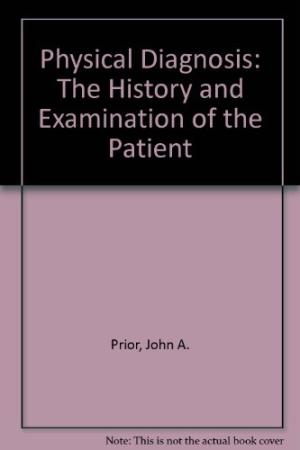 Physical Diagnosis:
The History and
Examination of the
Patient
Prior, John A.
Note: This is not the actual book cover